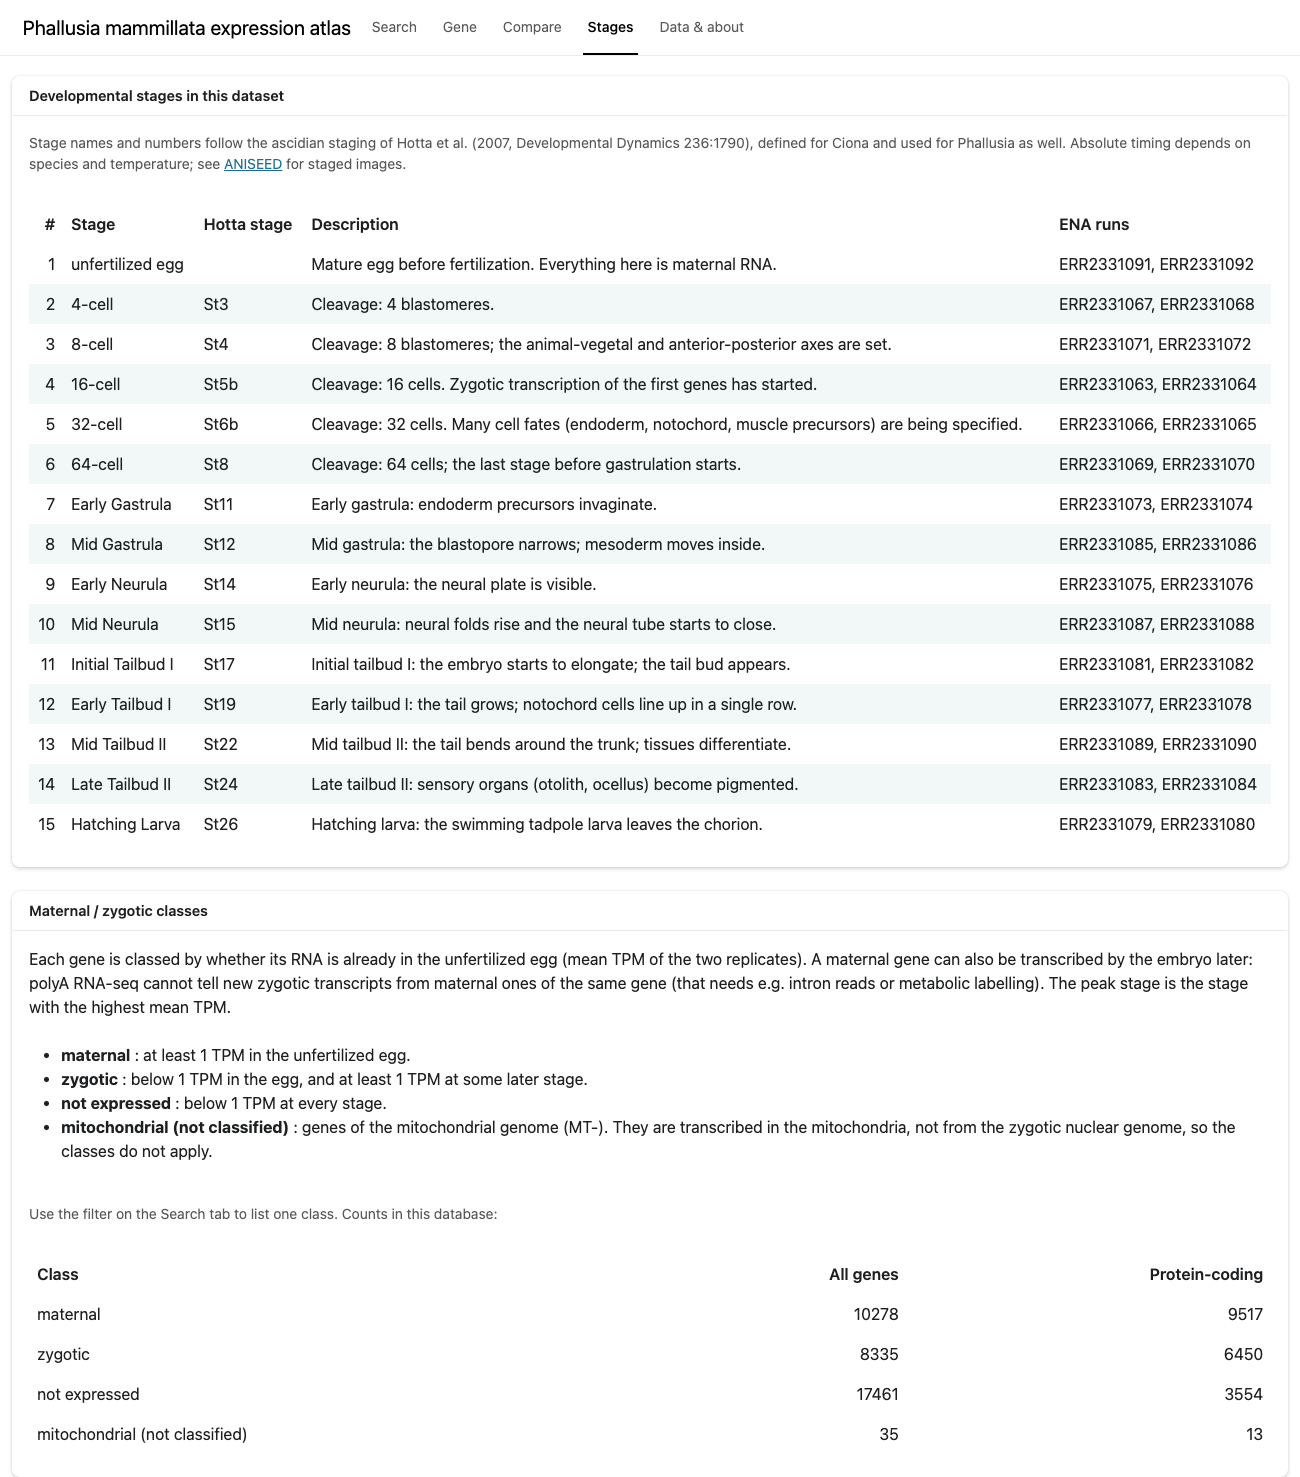 Phallusia mammillata expression atlas Search Gene Compare Stages Data & about
Developmental stages in this dataset
Stage names and numbers follow the ascidian staging of Hotta et al. (2007, Developmental Dynamics 236:1790), defined for Ciona and used for Phallusia as well. Absolute timing depends on
species and temperature; see ANISEED for staged images.
# Stage Hotta stage Description ENA runs
1 unfertilized egg Mature egg before fertilization. Everything here is maternal RNA. ERR2331091, ERR2331092
2 4-cell St3 Cleavage: 4 blastomeres. ERR2331067, ERR2331068
3 8-cell St4 Cleavage: 8 blastomeres; the animal-vegetal and anterior-posterior axes are set. ERR2331071, ERR2331072
4 16-cell St5b Cleavage: 16 cells. Zygotic transcription of the first genes has started. ERR2331063, ERR2331064
5 32-cell St6b Cleavage: 32 cells. Many cell fates (endoderm, notochord, muscle precursors) are being specified. ERR2331066, ERR2331065
6 64-cell St8 Cleavage: 64 cells; the last stage before gastrulation starts. ERR2331069, ERR2331070
7 Early Gastrula St11 Early gastrula: endoderm precursors invaginate. ERR2331073, ERR2331074
8 Mid Gastrula St12 Mid gastrula: the blastopore narrows; mesoderm moves inside. ERR2331085, ERR2331086
9 Early Neurula St14 Early neurula: the neural plate is visible. ERR2331075, ERR2331076
10 Mid Neurula St15 Mid neurula: neural folds rise and the neural tube starts to close. ERR2331087, ERR2331088
11 Initial Tailbud I St17 Initial tailbud I: the embryo starts to elongate; the tail bud appears. ERR2331081, ERR2331082
12 Early Tailbud I St19 Early tailbud I: the tail grows; notochord cells line up in a single row. ERR2331077, ERR2331078
13 Mid Tailbud II St22 Mid tailbud II: the tail bends around the trunk; tissues differentiate. ERR2331089, ERR2331090
14 Late Tailbud II St24 Late tailbud II: sensory organs (otolith, ocellus) become pigmented. ERR2331083, ERR2331084
15 Hatching Larva St26 Hatching larva: the swimming tadpole larva leaves the chorion. ERR2331079, ERR2331080
Maternal / zygotic classes
Each gene is classed by whether its RNA is already in the unfertilized egg (mean TPM of the two replicates). A maternal gene can also be transcribed by the embryo later:
polyA RNA-seq cannot tell new zygotic transcripts from maternal ones of the same gene (that needs e.g. intron reads or metabolic labelling). The peak stage is the stage
with the highest mean TPM.
• maternal : at least 1 TPM in the unfertilized egg.
• zygotic : below 1 TPM in the egg, and at least 1 TPM at some later stage.
• not expressed : below 1 TPM at every stage.
• mitochondrial (not classified) : genes of the mitochondrial genome (MT-). They are transcribed in the mitochondria, not from the zygotic nuclear genome, so the
classes do not apply.
Use the filter on the Search tab to list one class. Counts in this database:
Class All genes Protein-coding
maternal 10278 9517
zygotic 8335 6450
not expressed 17461 3554
mitochondrial (not classified) 35 13